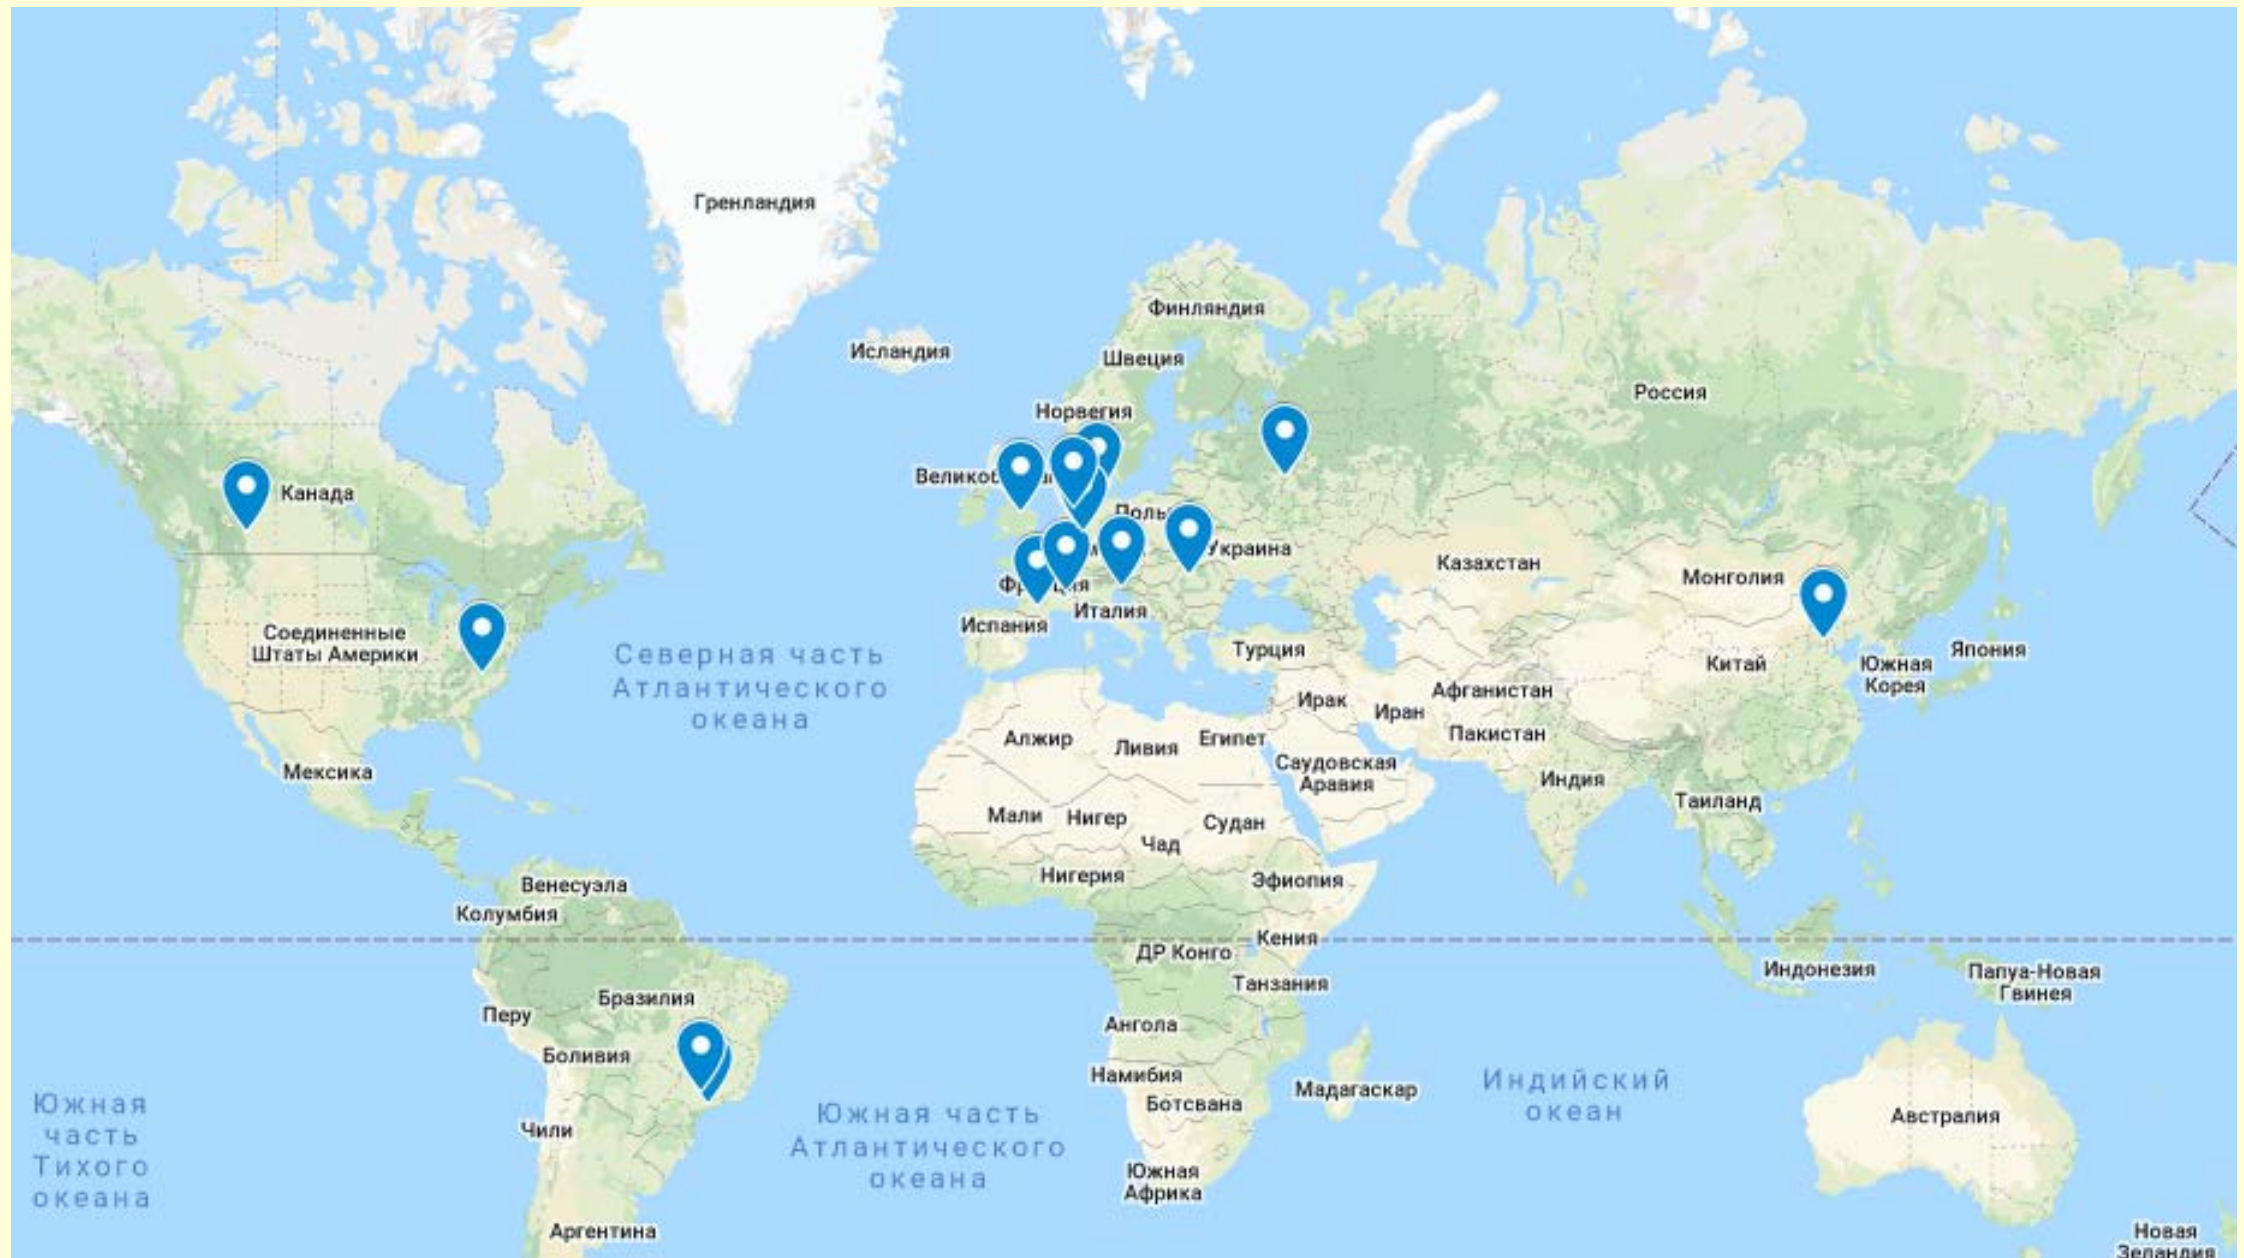 Гренландия
Финляндия
Исландия
Швеция
Россия
Норвегия
Канада
Украина
Казахстан
Монголия
Италия
Испания
Соединенные
Штаты Америки
Северная часть
Атлантического
океана
Турция
Китай
Южная
Корея
Япония
Ирак
Иран
Афганистан
Пакистан
Алжир
Ливия
Египет
Саудовская
Аравия
Мексика
Индия
Таиланд
Мали
Нигер
Чад
Судан
Нигерия
Эфиопия
Венесуэла
Колумбия
Кения
ДР Конго
Танзания
Индонезия
Папуа-Новая
Гвинея
Бразилия
Перу
Ангола
Боливия
Намибия
Ботсвана
Мадагаскар
Индийский
океан
Австралия
Южная
часть
Тихого
океана
Чили
Южная часть
Атлантического
океана
Южная
Африка
Аргентина
Новая
Зеландия